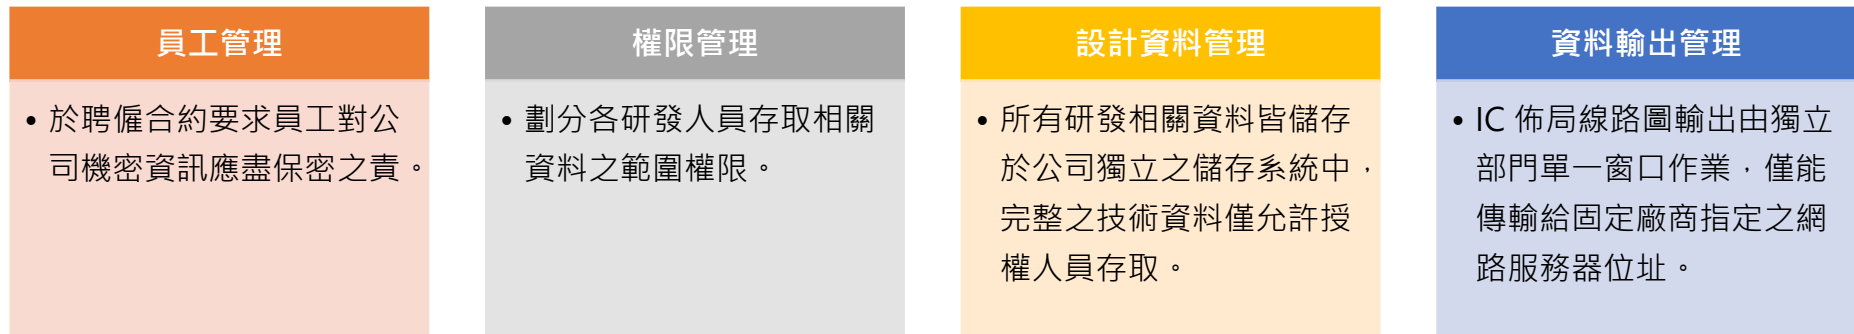 員工管理
• 於聘僱合約要求員工對公
司機密資訊應盡保密之責。
權限管理
• 劃分各研發人員存取相關
資料之範圍權限。
設計資料管理
• 所有研發相關資料皆儲存
於公司獨立之儲存系統中，
完整之技術資料僅允許授
權人員存取。
資料輸出管理
• IC 佈局線路圖輸出由獨立
部門單一窗口作業，僅能
傳輸給固定廠商指定之網
路服務器位址。